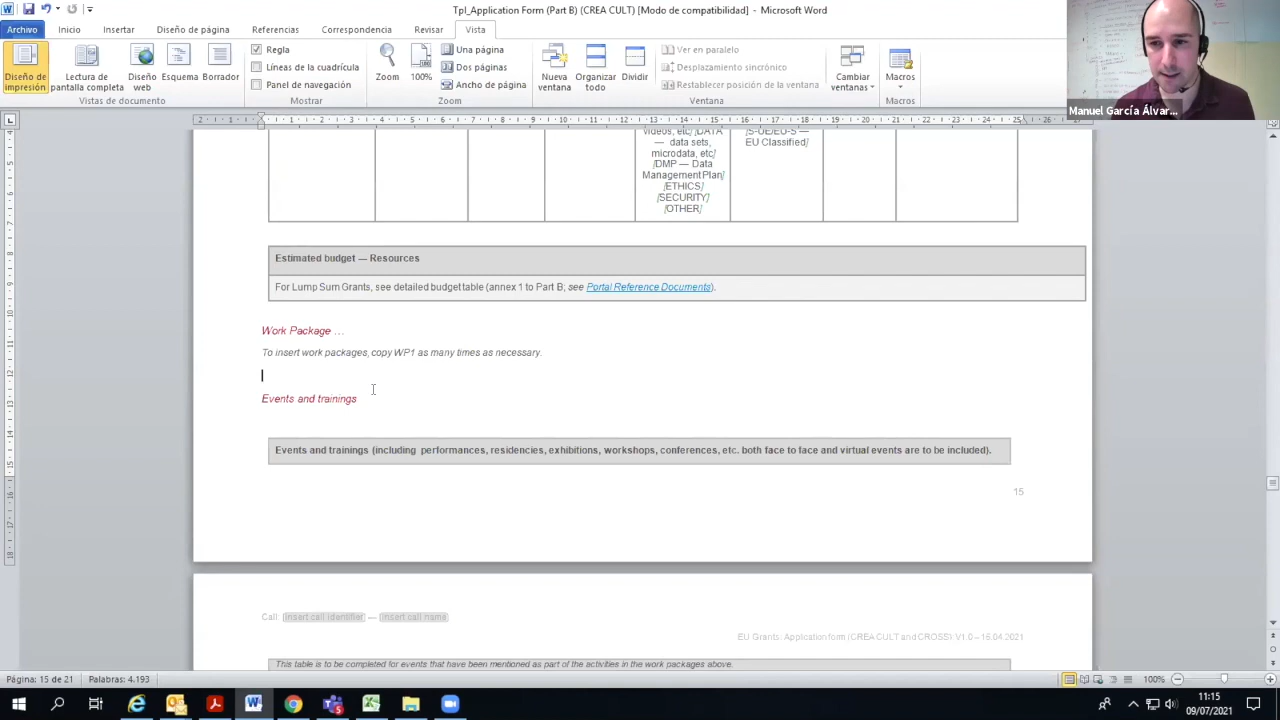 Tpl_Application Form (Part B) (CREA CULT) [Modo de compatibilidad] - Microsoft Word
Archivo Inicio Insertar Diseño de página Referencias Correspondencia Revisar Vista
Diseño de impresión
Lectura de pantalla completa
Diseño web
Esquema
Borrador
Vistas de documento
Regla
Líneas de la cuadrícula
Panel de navegación
Mostrar
Zoom
100%
Una página
Dos páginas
Ancho de página
Zoom
Nueva ventana
Organizar todo
Dividir
Ver en paralelo
Desplazamiento sincrónico
Restablecer posición de la ventana
Ventana
Cambiar ventanas
Macros
Macros
Manuel García Álvar...
videos, etc] [DATA
— data sets,
microdata, etc]
[DMP — Data
Management Plan]
[ETHICS]
[SECURITY]
[OTHER]
[S-UE/EU-S —
EU Classified]
Estimated budget — Resources
For Lump Sum Grants, see detailed budget table (annex 1 to Part B; see Portal Reference Documents).
Work Package …
To insert work packages, copy WP1 as many times as necessary.
Events and trainings
Events and trainings (including performances, residencies, exhibitions, workshops, conferences, etc. both face to face and virtual events are to be included).
15
Call: [insert call identifier] — [insert call name]
EU Grants: Application form (CREA CULT and CROSS): V1.0 – 16.04.2021
This table is to be completed for events that have been mentioned as part of the activities in the work packages above.
Página: 15 de 21 Palabras: 4.193 100%
11:15
09/07/2021